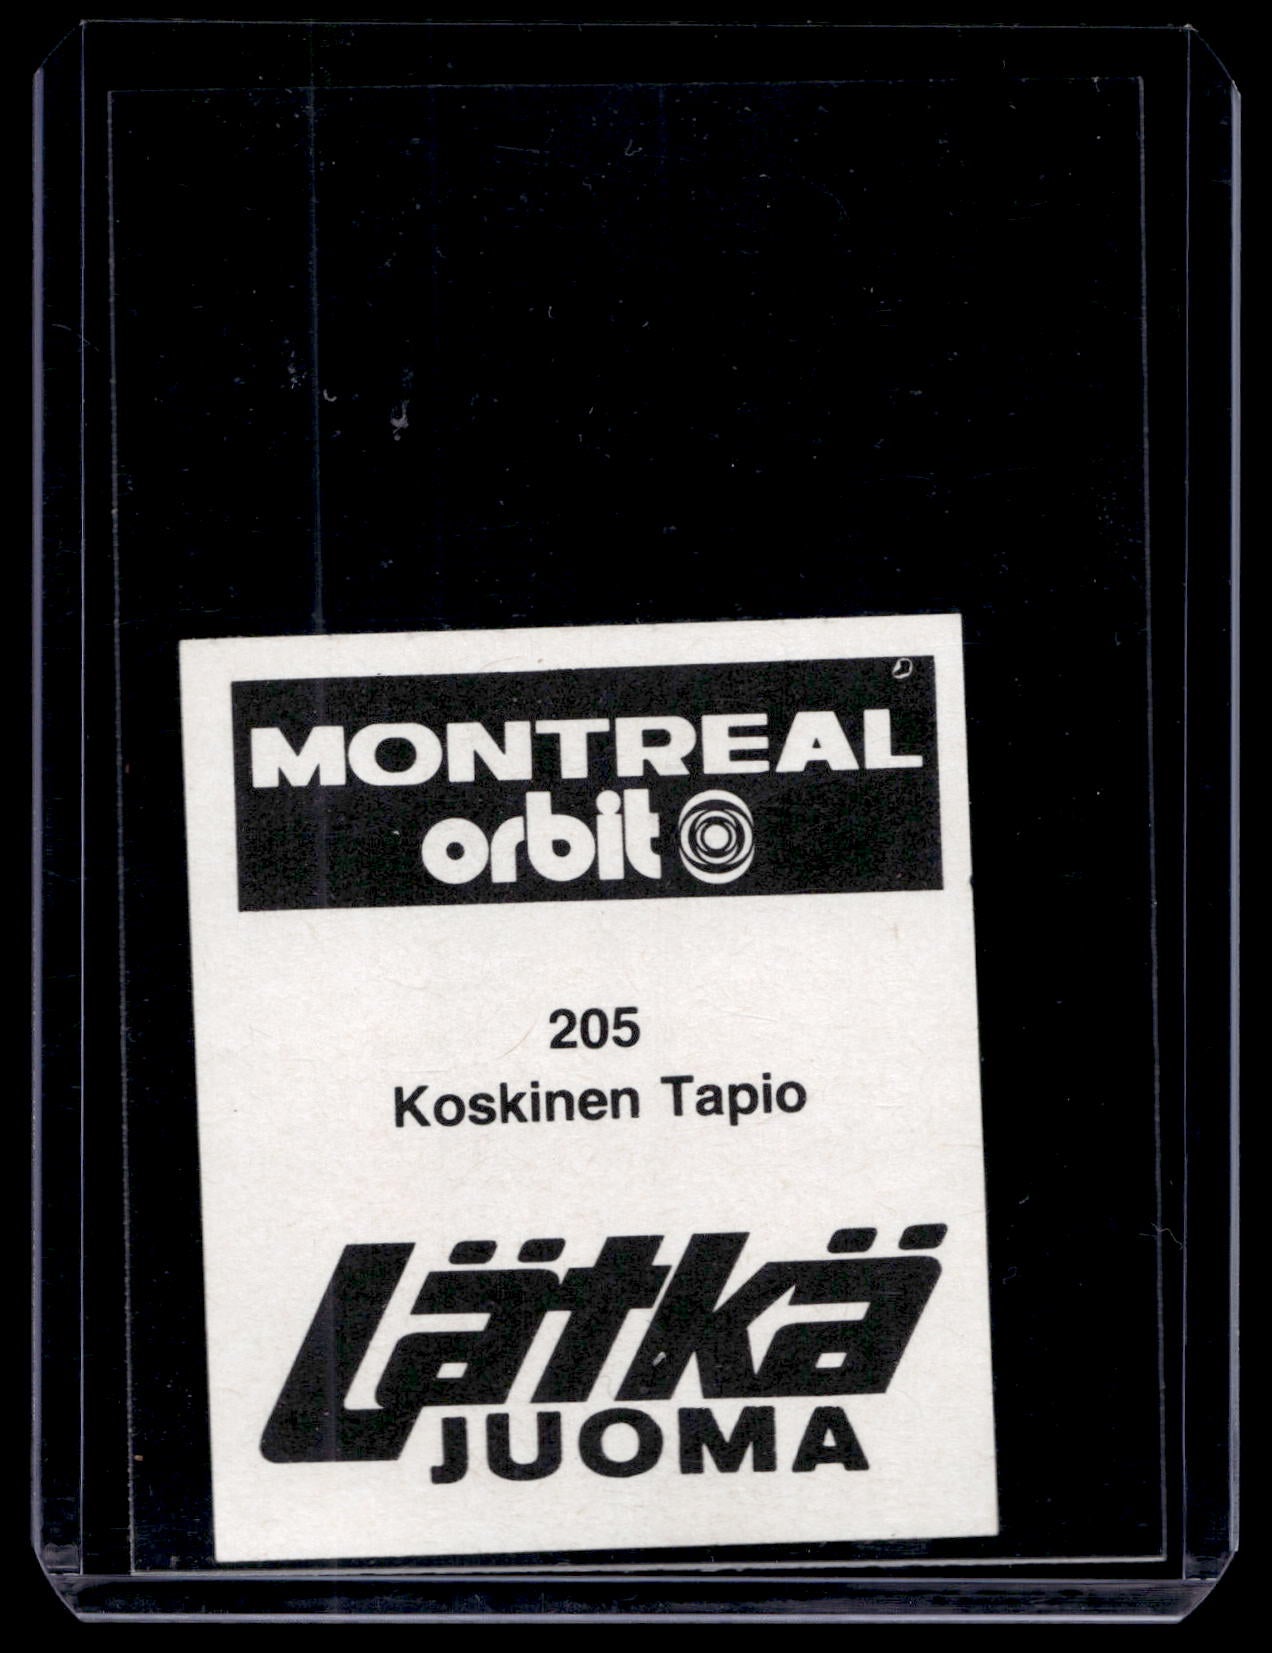 MONTREAL
orbit
205
Koskinen Tapio
Lätkä
JUOMA